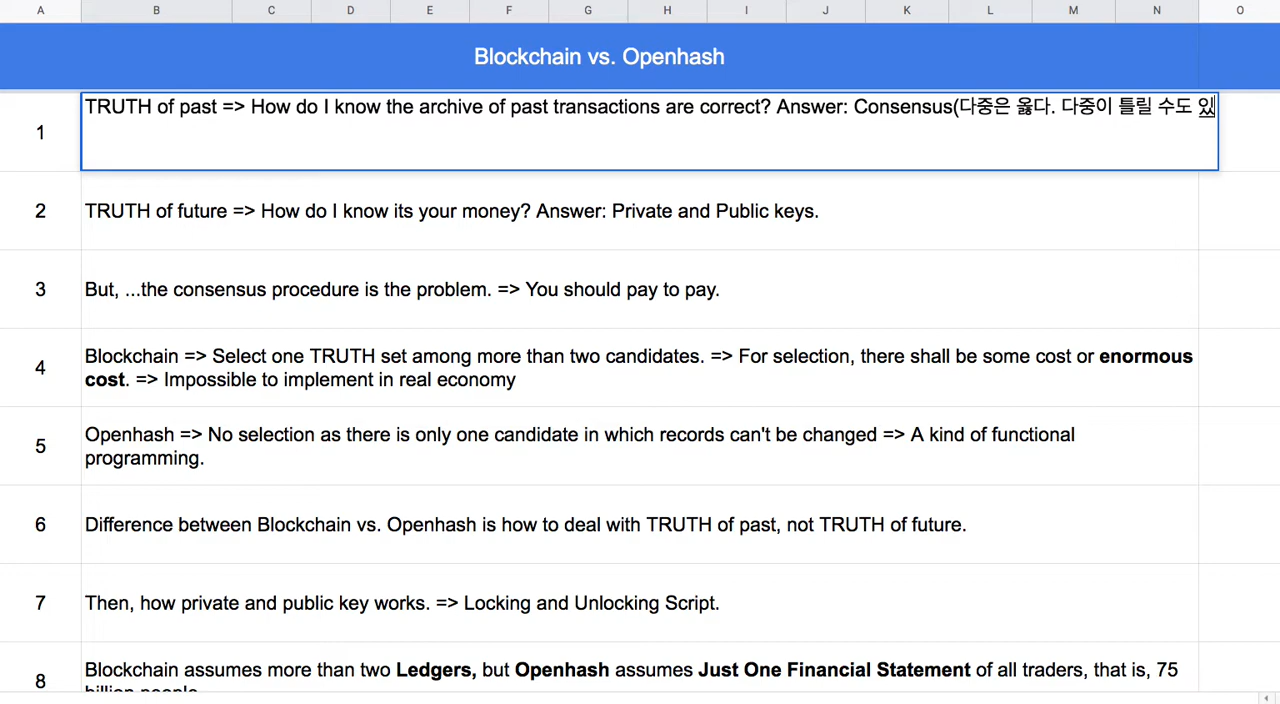 A B C D E F G H I J K L M N O
Blockchain vs. Openhash
1 TRUTH of past => How do I know the archive of past transactions are correct? Answer: Consensus(다중은 옳다. 다중이 틀릴 수도 있
2 TRUTH of future => How do I know its your money? Answer: Private and Public keys.
3 But, ...the consensus procedure is the problem. => You should pay to pay.
4 Blockchain => Select one TRUTH set among more than two candidates. => For selection, there shall be some cost or enormous
cost. => Impossible to implement in real economy
5 Openhash => No selection as there is only one candidate in which records can't be changed => A kind of functional
programming.
6 Difference between Blockchain vs. Openhash is how to deal with TRUTH of past, not TRUTH of future.
7 Then, how private and public key works. => Locking and Unlocking Script.
8 Blockchain assumes more than two Ledgers, but Openhash assumes Just One Financial Statement of all traders, that is, 75
billion people